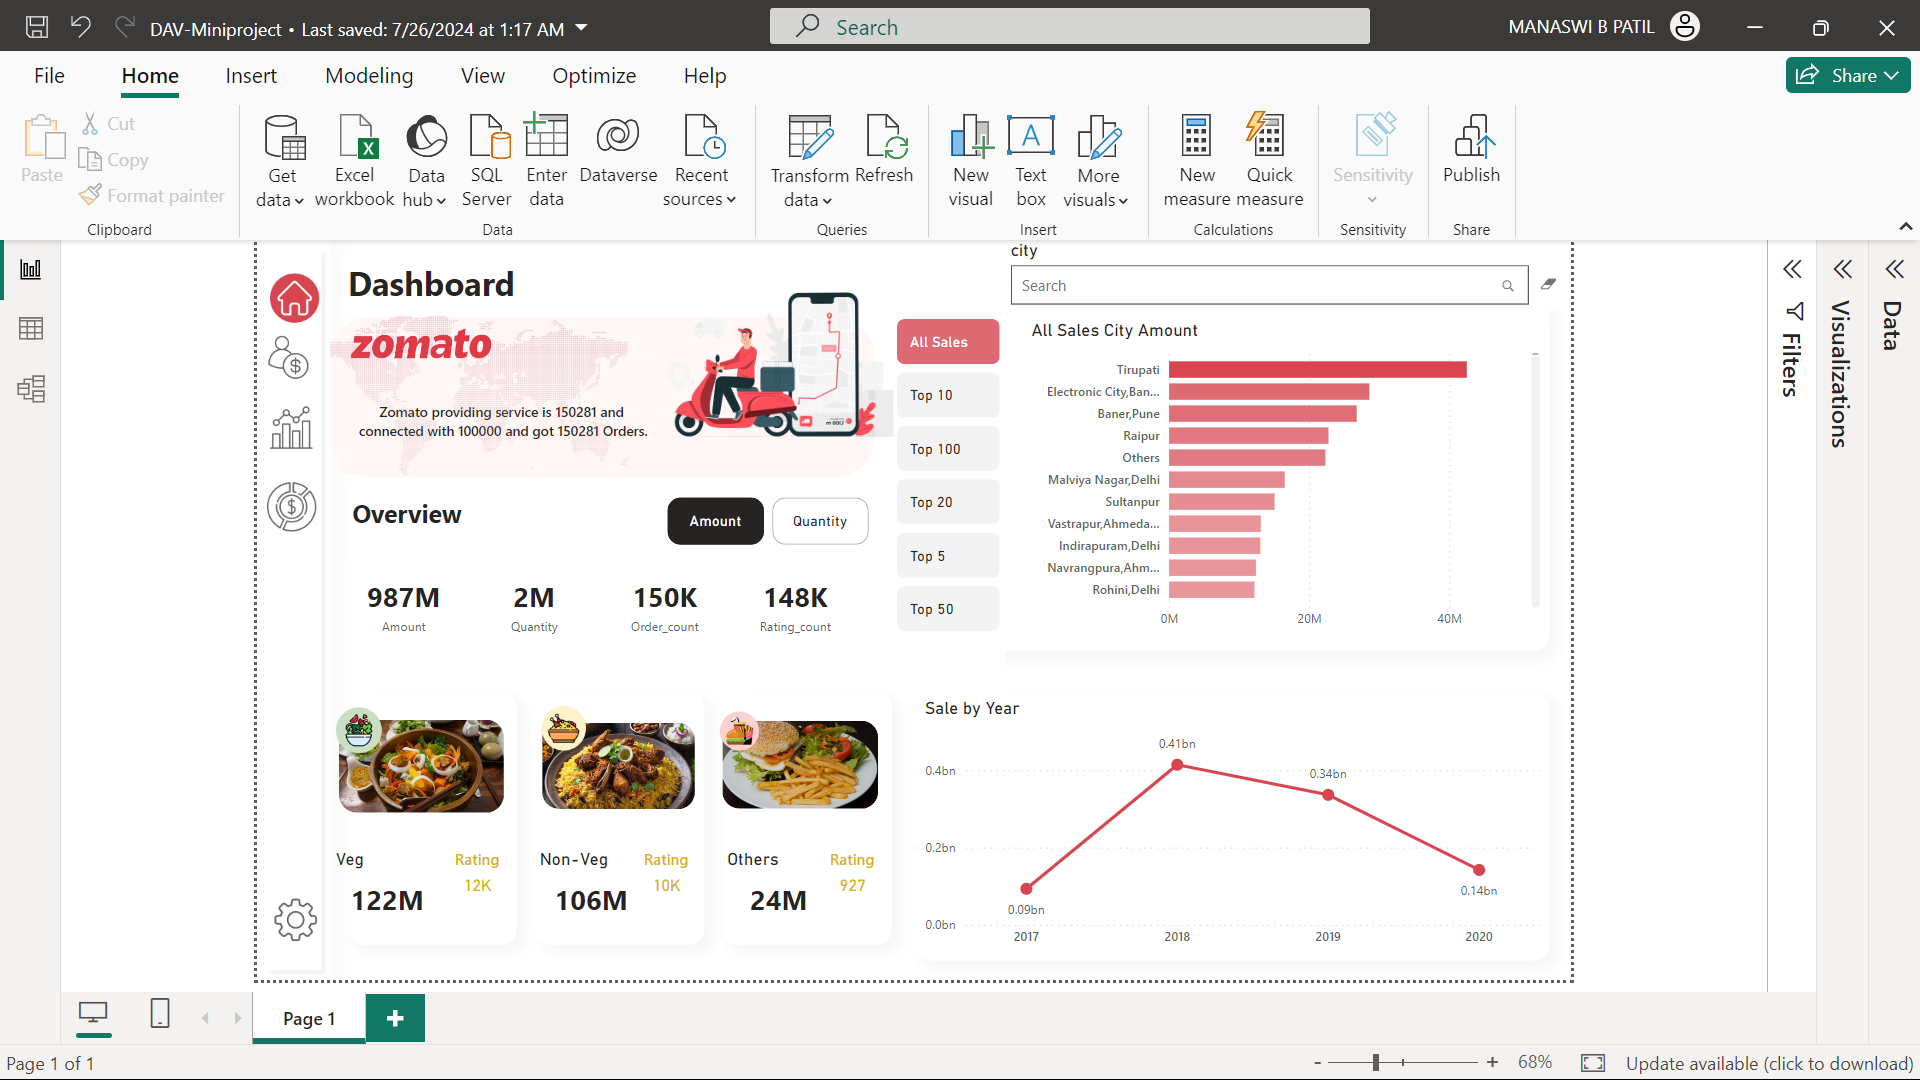 DAV-Miniproject • Last saved: 7/26/2024 at 1:17 AM
Search
MANASWI B PATIL
File
Home
Insert
Modeling
View
Optimize
Help
Share
Paste
Cut
Copy
Format painter
Clipboard
Get data
Excel workbook
Data hub
SQL Server
Enter data
Dataverse
Recent sources
Data
Transform data
Refresh
Queries
New visual
Text box
More visuals
Insert
New measure
Quick measure
Calculations
Sensitivity
Sensitivity
Publish
Share
Dashboard
zomato
Zomato providing service is 150281 and
connected with 100000 and got 150281 Orders.
All Sales
Top 10
Top 100
Top 20
Top 5
Top 50
city
Search
All Sales City Amount
Tirupati
Electronic City,Ban...
Baner,Pune
Raipur
Others
Malviya Nagar,Delhi
Sultanpur
Vastrapur,Ahmeda...
Indirapuram,Delhi
Navrangpura,Ahm...
Rohini,Delhi
0M
20M
40M
Overview
Amount
Quantity
987M
Amount
2M
Quantity
150K
Order_count
148K
Rating_count
Veg
Rating
12K
122M
Non-Veg
Rating
10K
106M
Others
Rating
927
24M
Sale by Year
0.4bn
0.2bn
0.0bn
0.09bn
0.41bn
0.34bn
0.14bn
2017
2018
2019
2020
Filters
Visualizations
Data
Page 1
Page 1 of 1
-
+
68%
Update available (click to download)